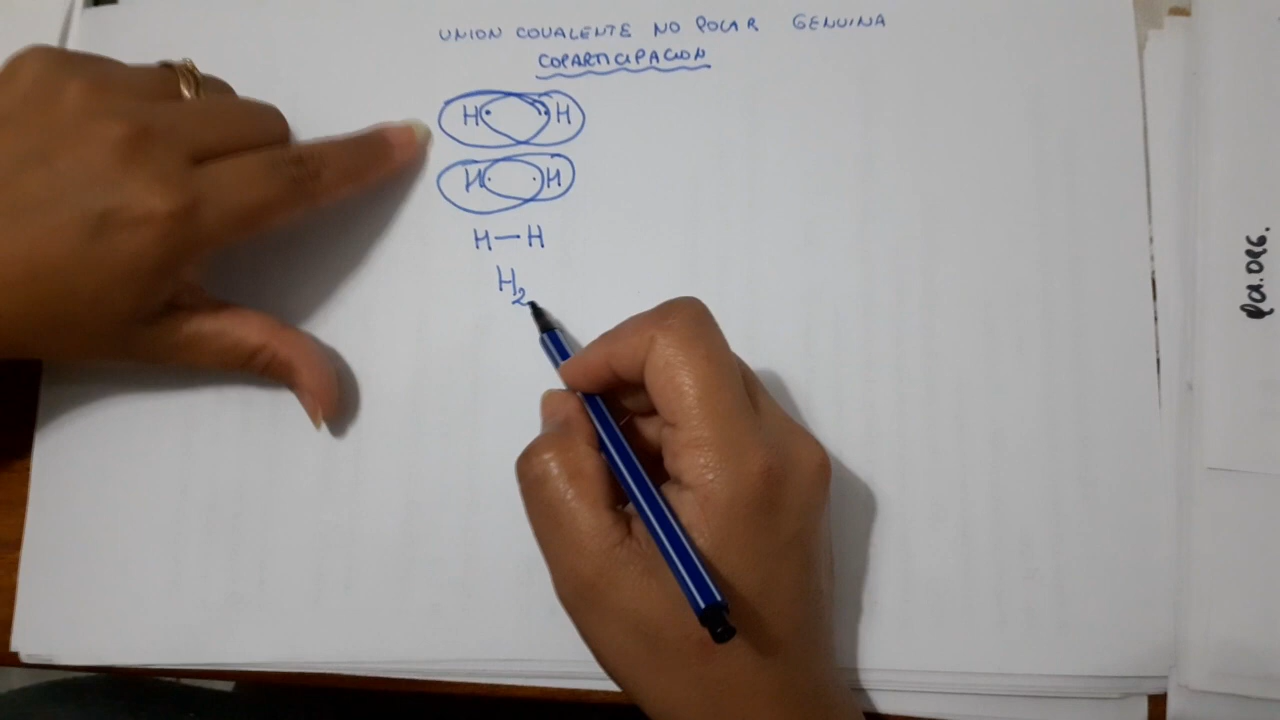 UNION COVALENTE NO POLAR GENUINA
COPARTICIPACION
H· ·H
H· ·H
H—H
H₂